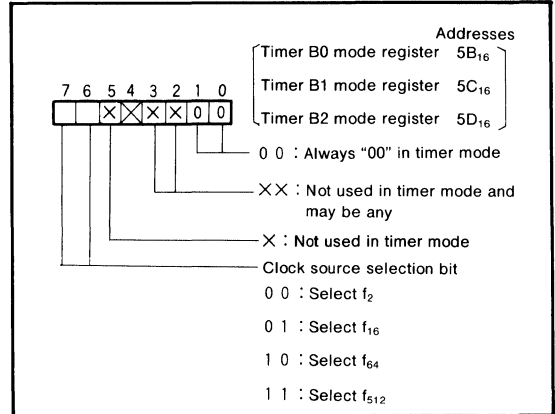 Addresses
Timer B0 mode register 5B₁₆
Timer B1 mode register 5C₁₆
Timer B2 mode register 5D₁₆
7 6 5 4 3 2 1 0
× × × × 0 0
0 0 : Always “00” in timer mode
×× : Not used in timer mode and
may be any
× : Not used in timer mode
Clock source selection bit
0 0 : Select f₂
0 1 : Select f₁₆
1 0 : Select f₆₄
1 1 : Select f₅₁₂